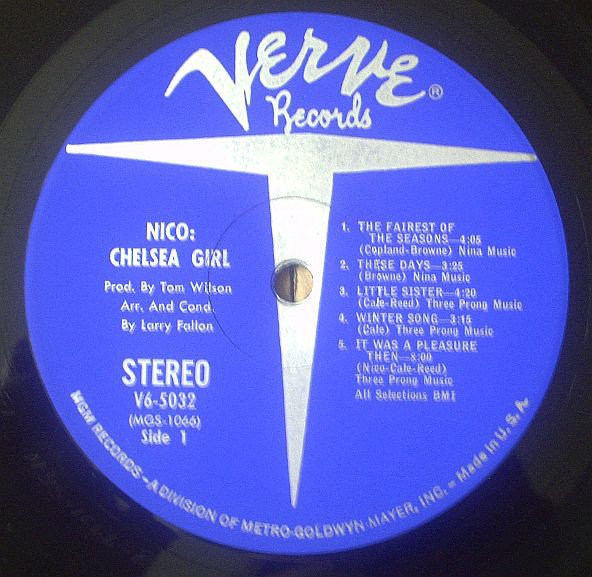 VERVE ®
Records
NICO:
CHELSEA GIRL
Prod. By Tom Wilson
Arr. And Cond.
By Larry Fallon
STEREO
V6-5032
(MGS-1066)
Side 1
1. THE FAIREST OF
THE SEASONS—4:05
(Copland-Browne) Nina Music
2. THESE DAYS—3:25
(Browne) Nina Music
3. LITTLE SISTER—4:20
(Cale-Reed) Three Prong Music
4. WINTER SONG—3:15
(Cale) Three Prong Music
5. IT WAS A PLEASURE
THEN—8:00
(Nico-Cale-Reed)
Three Prong Music
All Selections BMI
MGM RECORDS – A DIVISION OF METRO-GOLDWYN-MAYER, INC. – Made in U. S. A.